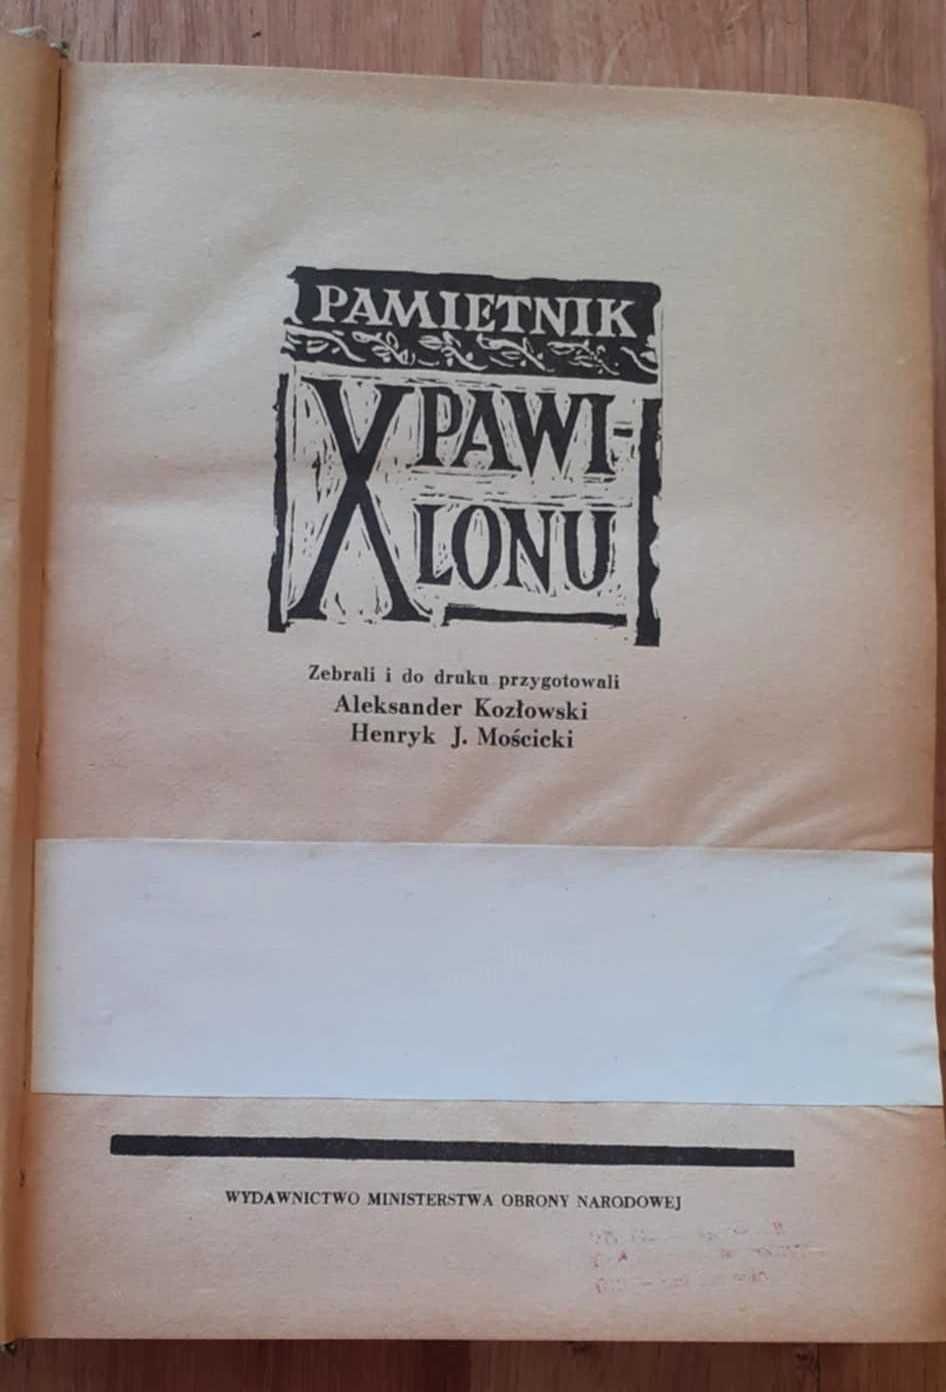 PAMIĘTNIK
X PAWI-
LONU
Zebrali i do druku przygotowali
Aleksander Kozłowski
Henryk J. Mościcki
WYDAWNICTWO MINISTERSTWA OBRONY NARODOWEJ